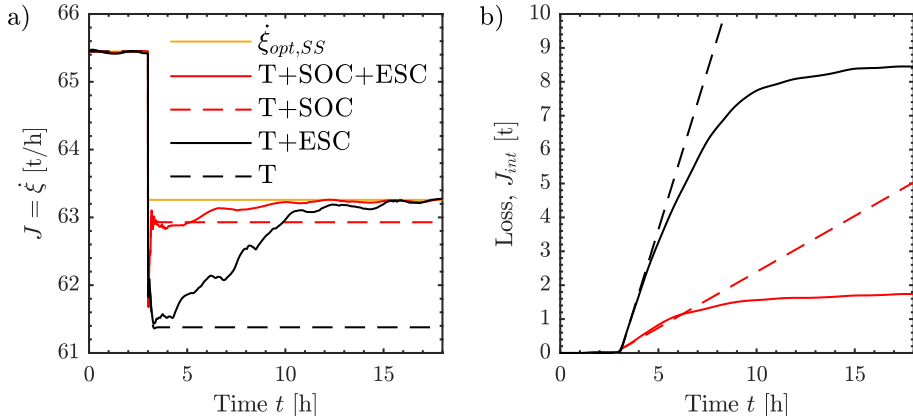 a)
J = ξ̇ [t/h]
66
65
64
63
62
61
0
5
10
15
Time t [h]
ξ̇opt,SS
T+SOC+ESC
T+SOC
T+ESC
T
b)
Loss, Jint [t]
10
9
8
7
6
5
4
3
2
1
0
0
5
10
15
Time t [h]